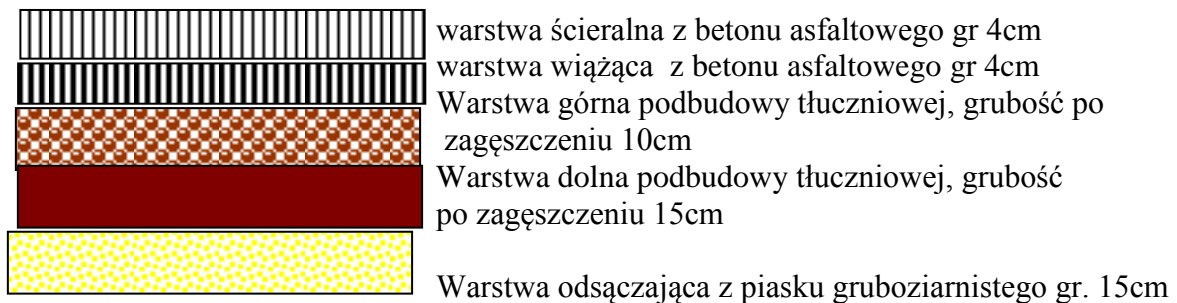 warstwa ścieralna z betonu asfaltowego gr 4cm
warstwa wiążąca z betonu asfaltowego gr 4cm
Warstwa górna podbudowy tłuczniowej, grubość po
zagęszczeniu 10cm
Warstwa dolna podbudowy tłuczniowej, grubość
po zagęszczeniu 15cm
Warstwa odsączająca z piasku gruboziarnistego gr. 15cm